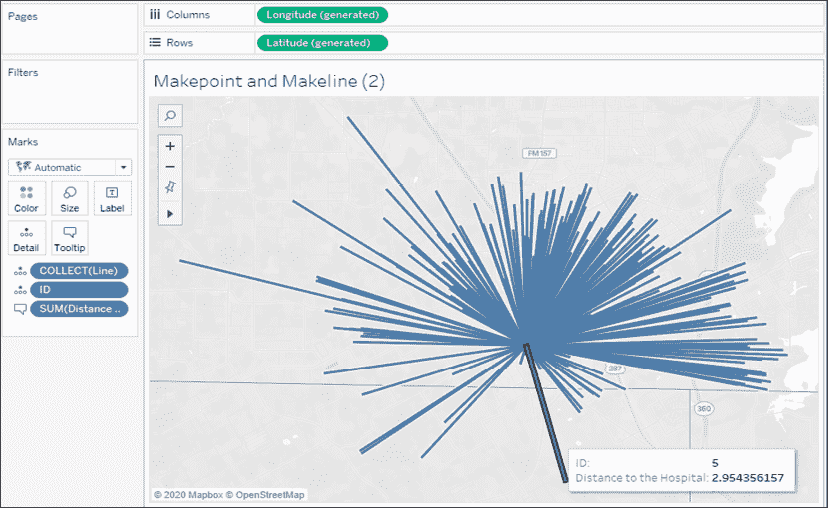 Pages
Columns
Longitude (generated)
Rows
Latitude (generated)
Filters
Makepoint and Makeline (2)
Marks
Automatic
Color
Size
Label
Detail
Tooltip
COLLECT(Line)
ID
SUM(Distance ..
FM 157
287
360
ID: 5
Distance to the Hospital: 2.954356157
© 2020 Mapbox © OpenStreetMap